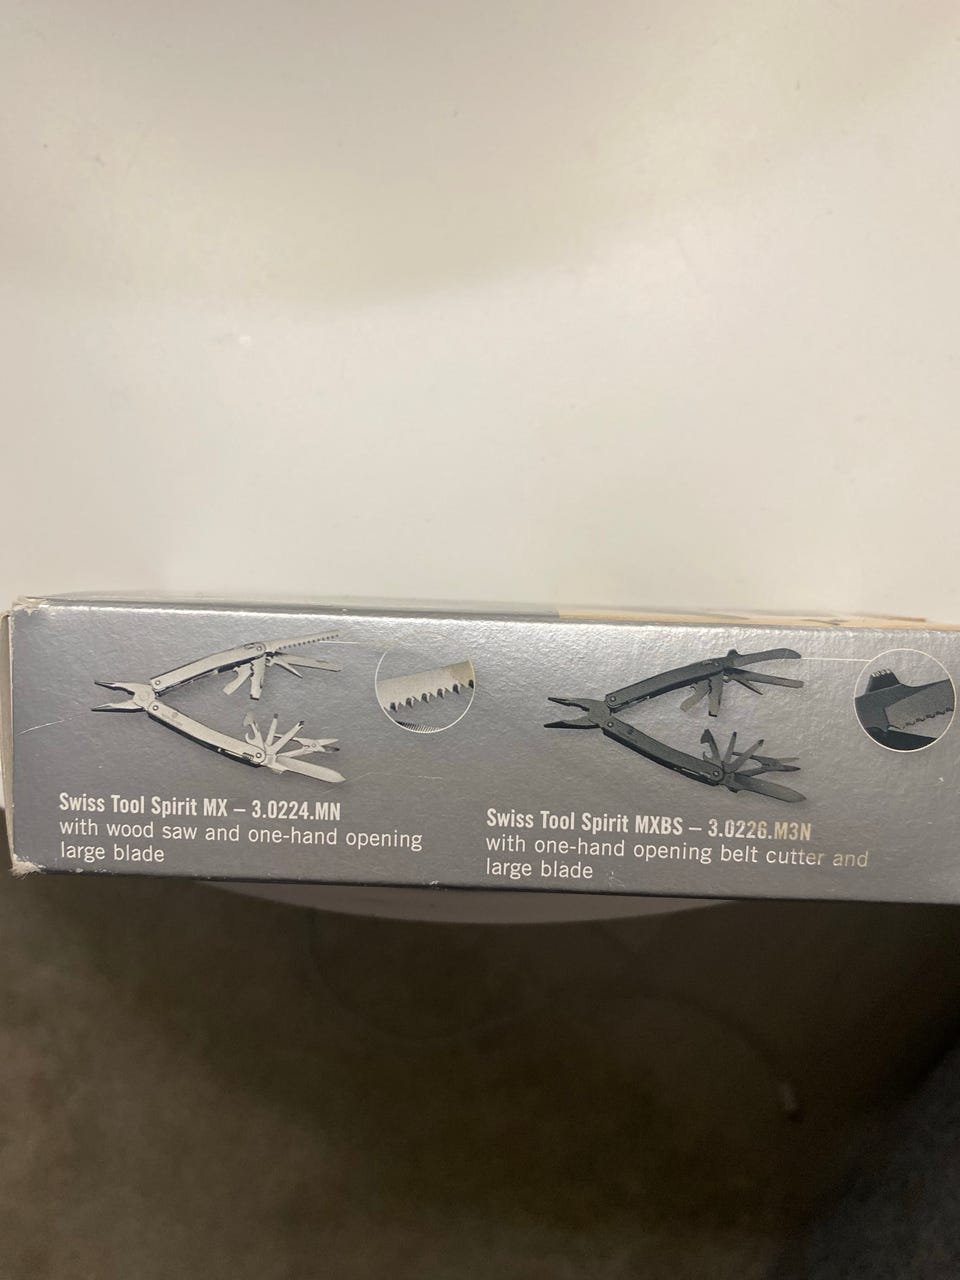 Swiss Tool Spirit MX – 3.0224.MN
with wood saw and one-hand opening
large blade
Swiss Tool Spirit MXBS – 3.0226.M3N
with one-hand opening belt cutter and
large blade